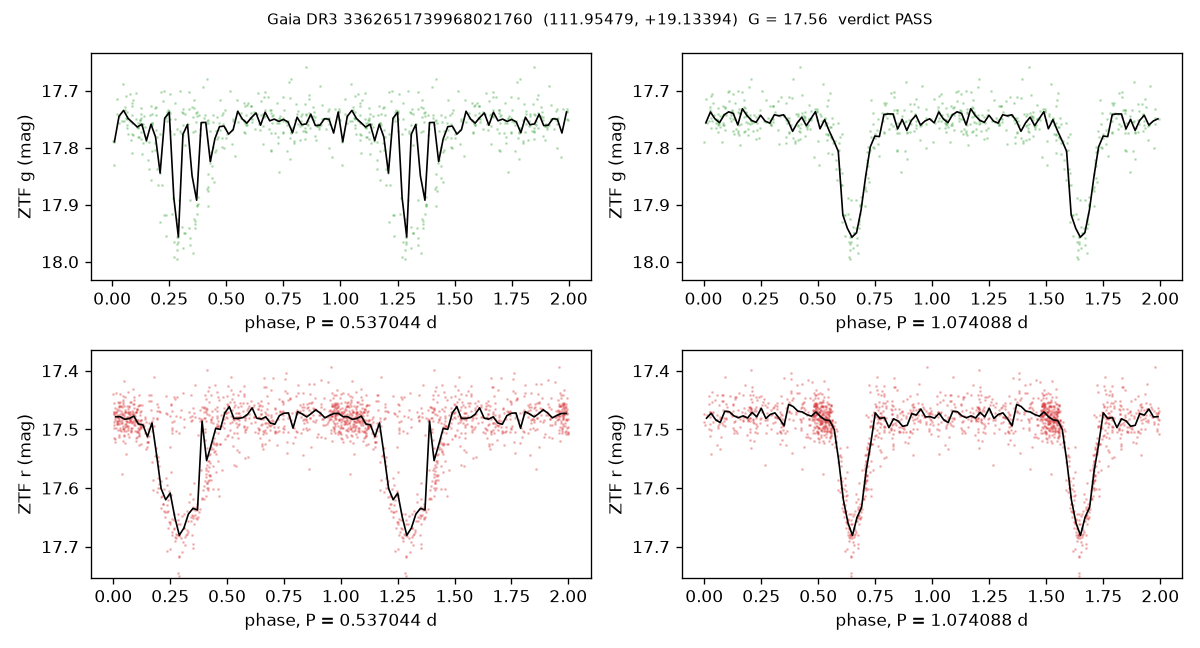 Gaia DR3 3362651739968021760 (111.95479, +19.13394) G = 17.56 verdict PASS
ZTF g (mag)
17.7
17.8
17.9
18.0
0.00 0.25 0.50 0.75 1.00 1.25 1.50 1.75 2.00
phase, P = 0.537044 d
ZTF g (mag)
17.7
17.8
17.9
18.0
0.00 0.25 0.50 0.75 1.00 1.25 1.50 1.75 2.00
phase, P = 1.074088 d
ZTF r (mag)
17.4
17.5
17.6
17.7
0.00 0.25 0.50 0.75 1.00 1.25 1.50 1.75 2.00
phase, P = 0.537044 d
ZTF r (mag)
17.4
17.5
17.6
17.7
0.00 0.25 0.50 0.75 1.00 1.25 1.50 1.75 2.00
phase, P = 1.074088 d